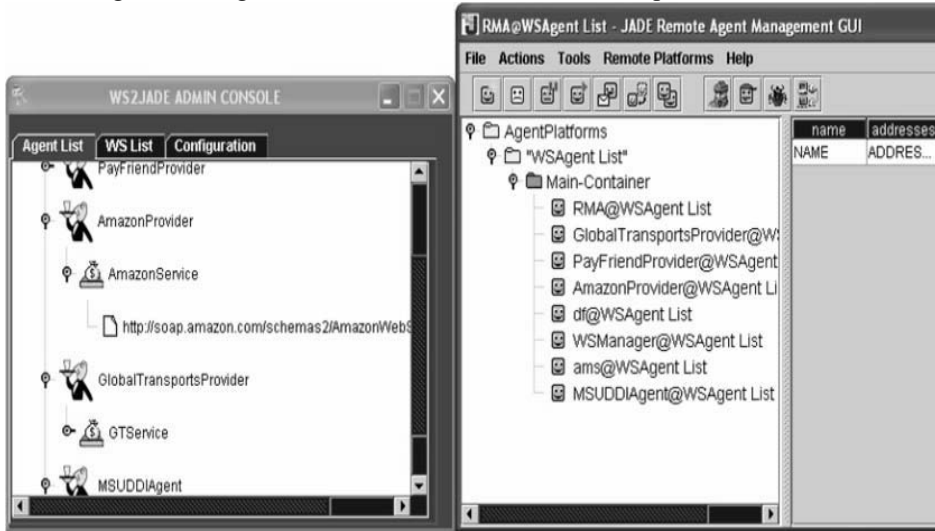 WS2JADE ADMIN CONSOLE
Agent List WS List Configuration
PayFriendProvider
AmazonProvider
AmazonService
http://soap.amazon.com/schemas2/AmazonWebS
GlobalTransportsProvider
GTService
MSUDDIAgent
RMA@WSAgent List - JADE Remote Agent Management GUI
File Actions Tools Remote Platforms Help
AgentPlatforms
"WSAgent List"
Main-Container
RMA@WSAgent List
GlobalTransportsProvider@WS
PayFriendProvider@WSAgent
AmazonProvider@WSAgent Li
df@WSAgent List
WSManager@WSAgent List
ams@WSAgent List
MSUDDIAgent@WSAgent List
name addresses
NAME ADDRES...